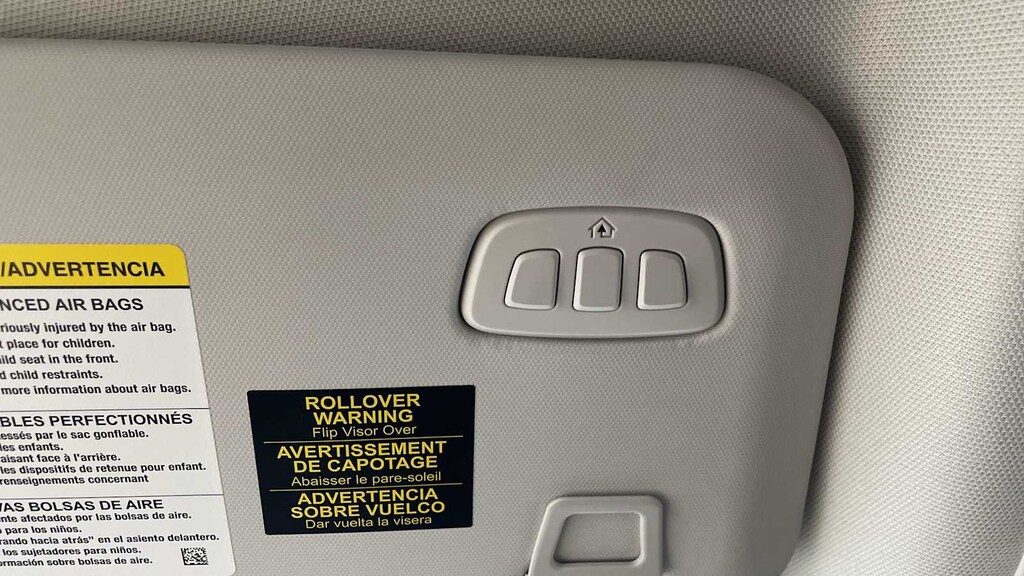 /ADVERTENCIA
NCED AIR BAGS
riously injured by the air bag.
t place for children.
ild seat in the front.
d child restraints.
more information about air bags.
BLES PERFECTIONNÉS
essés par le sac gonflable.
les enfants.
aisant face à l'arrière.
les dispositifs de retenue pour enfant.
renseignements concernant
AS BOLSAS DE AIRE
nte afectados por las bolsas de aire.
o para los niños.
rando hacia atrás" en el asiento delantero.
los sujetadores para niños.
ormación sobre bolsas de aire.
ROLLOVER
WARNING
Flip Visor Over
AVERTISSEMENT
DE CAPOTAGE
Abaisser le pare-soleil
ADVERTENCIA
SOBRE VUELCO
Dar vuelta la visera